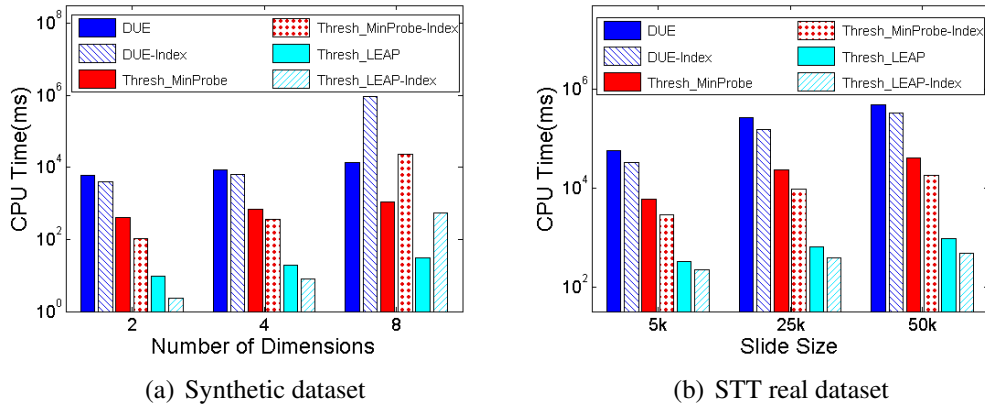 10^8
10^6
10^4
10^2
10^0
CPU Time(ms)
DUE
DUE-Index
Thresh_MinProbe
Thresh_MinProbe-Index
Thresh_LEAP
Thresh_LEAP-Index
2 4 8
Number of Dimensions
(a) Synthetic dataset
10^6
10^4
10^2
CPU Time(ms)
DUE
DUE-Index
Thresh_MinProbe
Thresh_MinProbe-Index
Thresh_LEAP
Thresh_LEAP-Index
5k 25k 50k
Slide Size
(b) STT real dataset